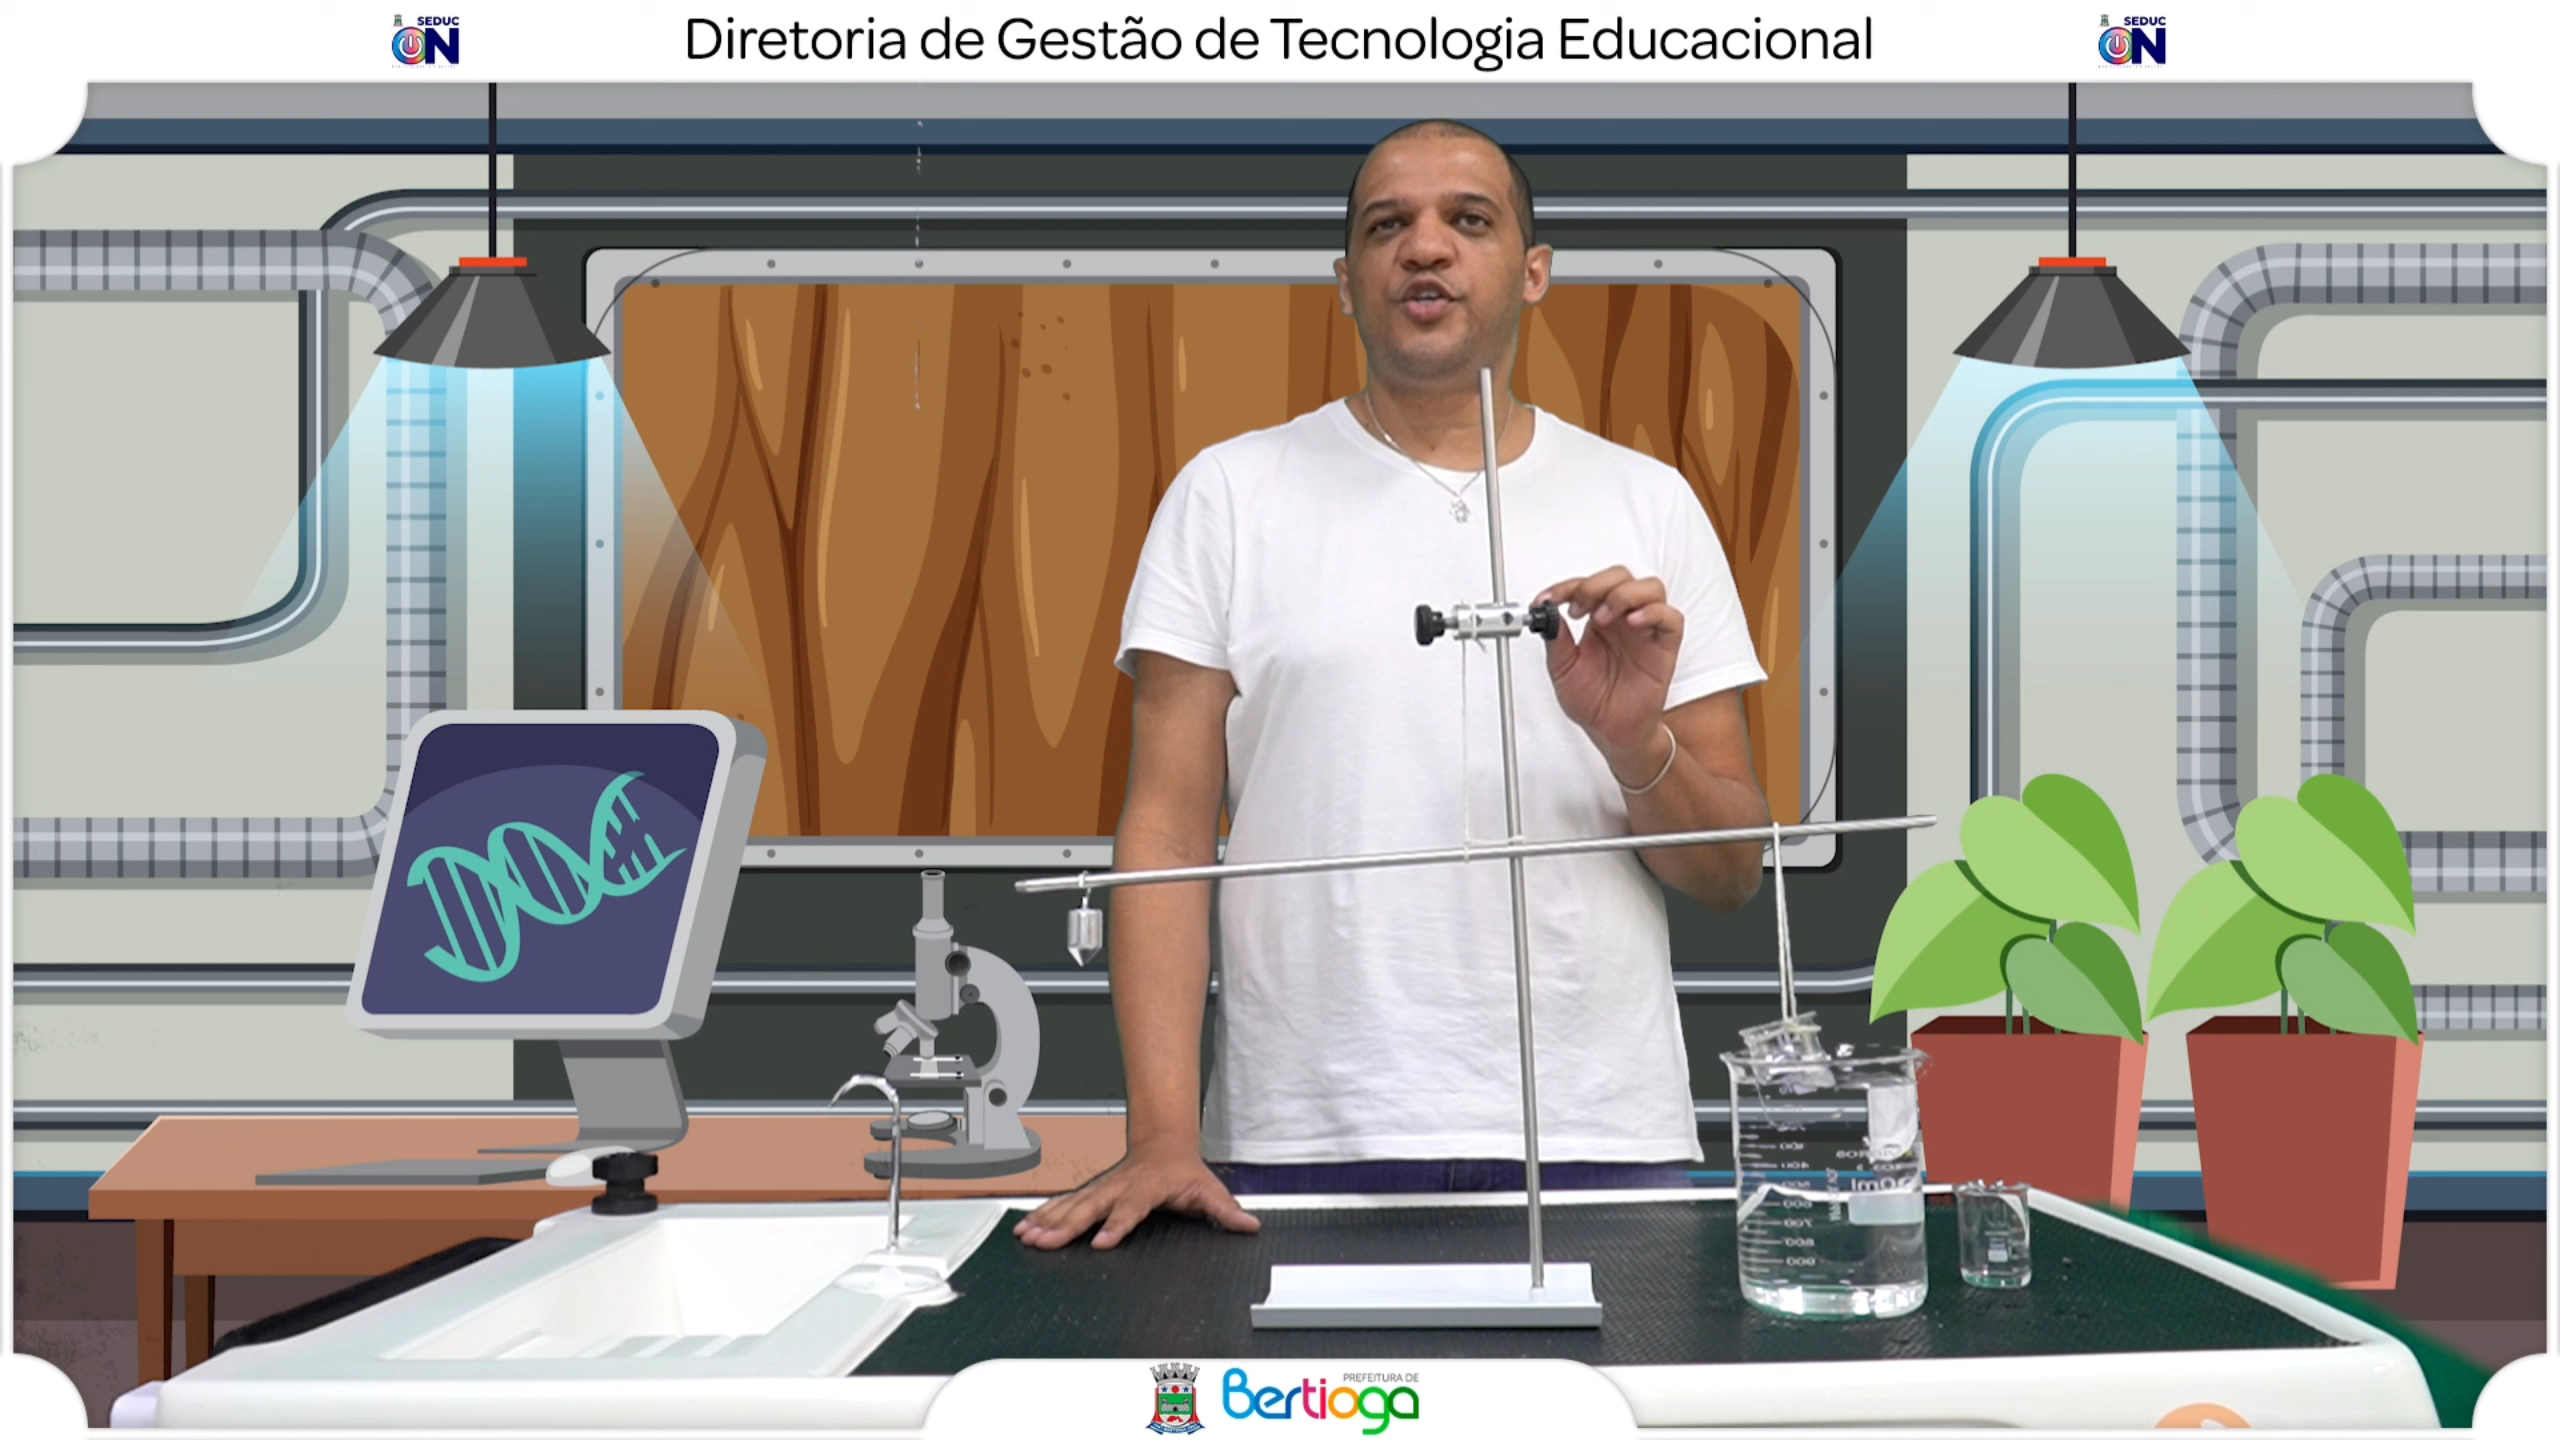 SEDUC
ON
Diretoria de Gestão de Tecnologia Educacional
SEDUC
ON
PREFEITURA DE
Bertioga